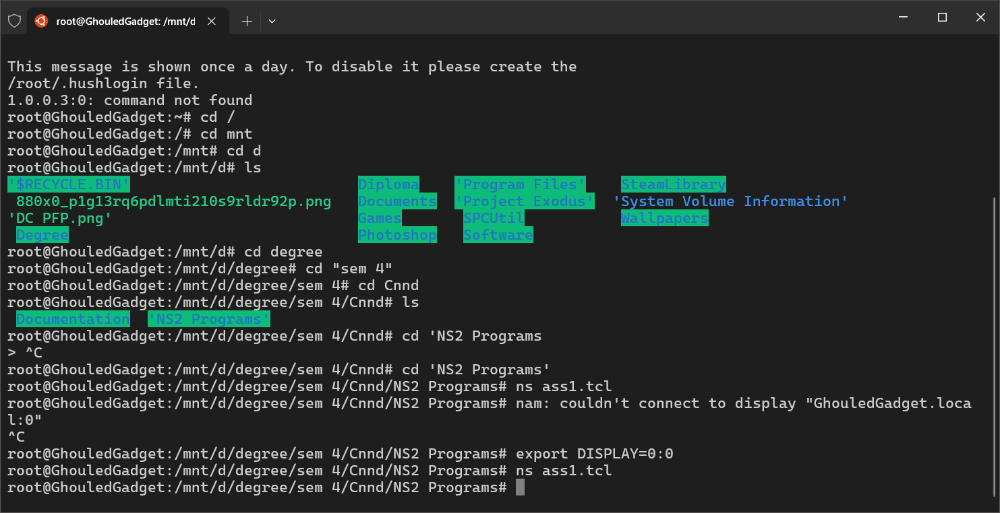 root@GhouledGadget: /mnt/d
This message is shown once a day. To disable it please create the
/root/.hushlogin file.
1.0.0.3:0: command not found
root@GhouledGadget:~# cd /
root@GhouledGadget:/# cd mnt
root@GhouledGadget:/mnt# cd d
root@GhouledGadget:/mnt/d# ls
'$RECYCLE.BIN' Diploma 'Program Files' SteamLibrary
880x0_p1g13rq6pdlmti210s9rldr92p.png Documents 'Project Exodus' 'System Volume Information'
'DC PFP.png' Games SPCUtil Wallpapers
Degree Photoshop Software
root@GhouledGadget:/mnt/d# cd degree
root@GhouledGadget:/mnt/d/degree# cd "sem 4"
root@GhouledGadget:/mnt/d/degree/sem 4# cd Cnnd
root@GhouledGadget:/mnt/d/degree/sem 4/Cnnd# ls
Documentation 'NS2 Programs'
root@GhouledGadget:/mnt/d/degree/sem 4/Cnnd# cd 'NS2 Programs
> ^C
root@GhouledGadget:/mnt/d/degree/sem 4/Cnnd# cd 'NS2 Programs'
root@GhouledGadget:/mnt/d/degree/sem 4/Cnnd/NS2 Programs# ns ass1.tcl
root@GhouledGadget:/mnt/d/degree/sem 4/Cnnd/NS2 Programs# nam: couldn't connect to display "GhouledGadget.loca
l:0"
^C
root@GhouledGadget:/mnt/d/degree/sem 4/Cnnd/NS2 Programs# export DISPLAY=0:0
root@GhouledGadget:/mnt/d/degree/sem 4/Cnnd/NS2 Programs# ns ass1.tcl
root@GhouledGadget:/mnt/d/degree/sem 4/Cnnd/NS2 Programs#